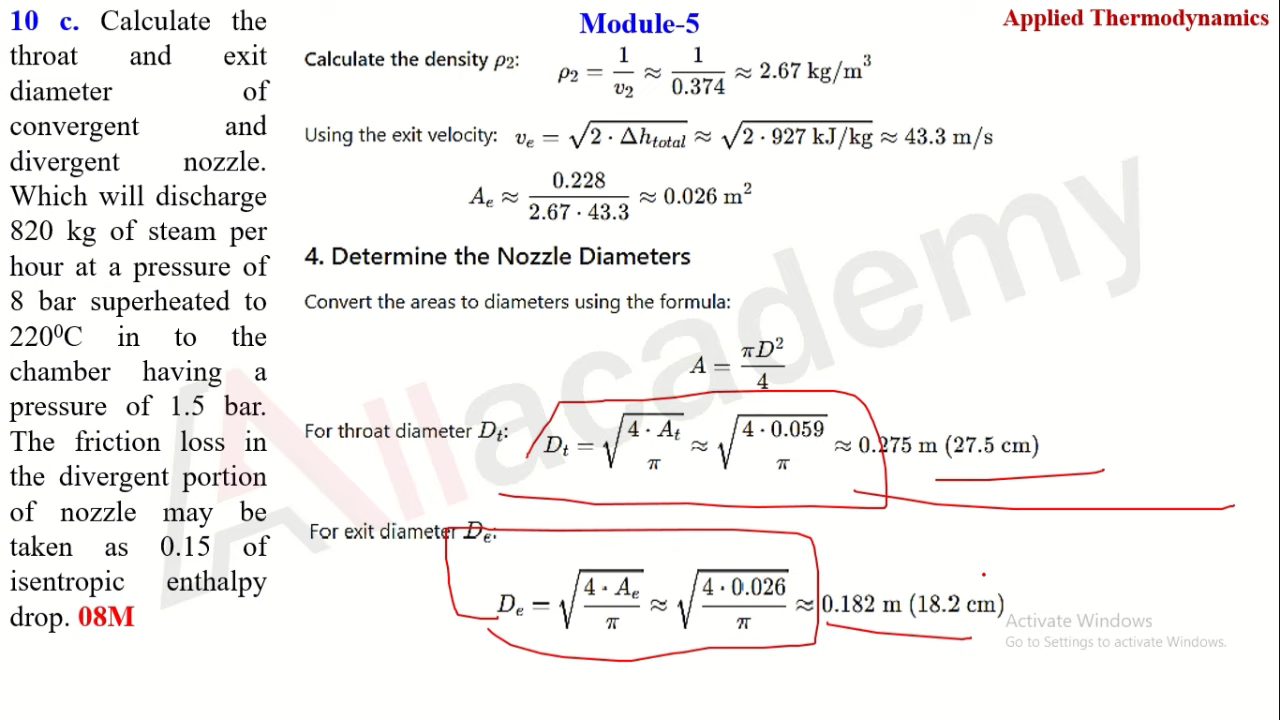 Module-5
Applied Thermodynamics
10 c. Calculate the
throat and exit
diameter of
convergent and
divergent nozzle.
Which will discharge
820 kg of steam per
hour at a pressure of
8 bar superheated to
220⁰C in to the
chamber having a
pressure of 1.5 bar.
The friction loss in
the divergent portion
of nozzle may be
taken as 0.15 of
isentropic enthalpy
drop. 08M
Calculate the density ρ₂: ρ₂ = 1/v₂ ≈ 1/0.374 ≈ 2.67 kg/m³
Using the exit velocity: vₑ = √(2 · Δh_total) ≈ √(2 · 927 kJ/kg) ≈ 43.3 m/s
Aₑ ≈ 0.228/(2.67 · 43.3) ≈ 0.026 m²
4. Determine the Nozzle Diameters
Convert the areas to diameters using the formula:
A = πD²/4
For throat diameter Dₜ: Dₜ = √(4 · Aₜ/π) ≈ √(4 · 0.059/π) ≈ 0.275 m (27.5 cm)
For exit diameter Dₑ:
Dₑ = √(4 · Aₑ/π) ≈ √(4 · 0.026/π) ≈ 0.182 m (18.2 cm)
Allacademy
Activate Windows
Go to Settings to activate Windows.